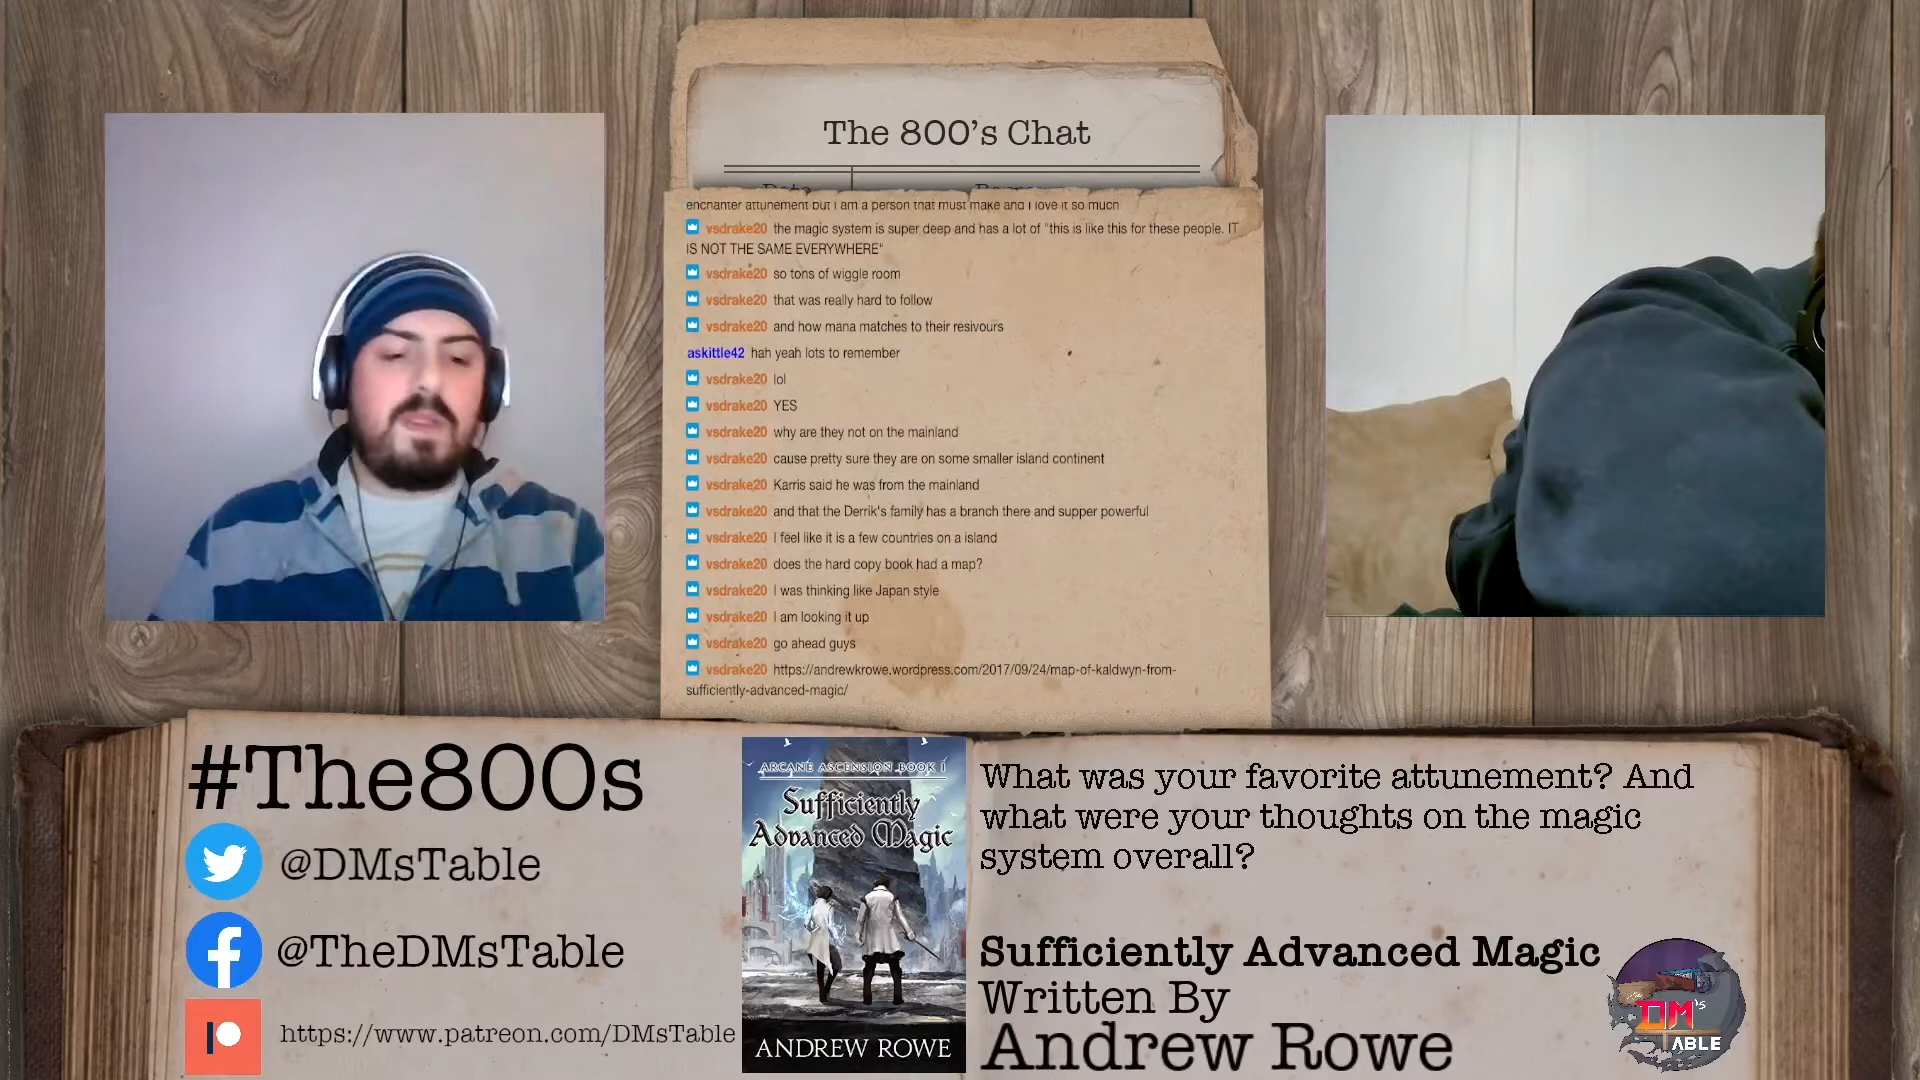 The 800's Chat
enchanter attunement but i am a person that must make and I love it so much
vsdrake20 the magic system is super deep and has a lot of "this is like this for these people. IT
IS NOT THE SAME EVERYWHERE"
vsdrake20 so tons of wiggle room
vsdrake20 that was really hard to follow
vsdrake20 and how mana matches to their resivours
askittle42 hah yeah lots to remember
vsdrake20 lol
vsdrake20 YES
vsdrake20 why are they not on the mainland
vsdrake20 cause pretty sure they are on some smaller island continent
vsdrake20 Karris said he was from the mainland
vsdrake20 and that the Derrik's family has a branch there and supper powerful
vsdrake20 I feel like it is a few countries on a island
vsdrake20 does the hard copy book had a map?
vsdrake20 I was thinking like Japan style
vsdrake20 I am looking it up
vsdrake20 go ahead guys
vsdrake20 https://andrewkrowe.wordpress.com/2017/09/24/map-of-kaldwyn-from-
sufficiently-advanced-magic/
#The800s
@DMsTable
@TheDMsTable
https://www.patreon.com/DMsTable
ARCANE ASCENSION BOOK I
Sufficiently
Advanced Magic
ANDREW ROWE
What was your favorite attunement? And
what were your thoughts on the magic
system overall?
Sufficiently Advanced Magic
Written By
Andrew Rowe
DM's
TABLE